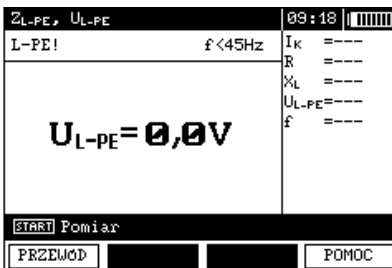 ZL-PE, UL-PE 09:18
L-PE! f<45Hz
UL-PE= 0,0V
IK =---
R =---
XL =---
UL-PE=---
f =---
START Pomiar
PRZEWÓD POMOC